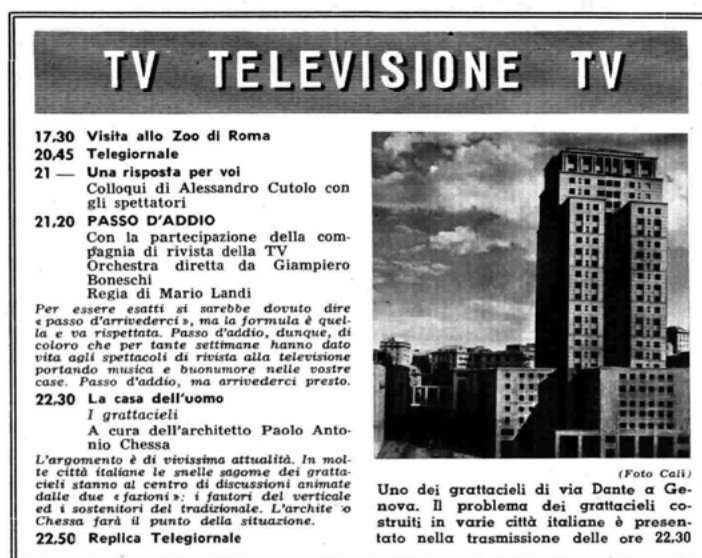 TV TELEVISIONE TV
17,30 Visita allo Zoo di Roma
20,45 Telegiornale
21 — Una risposta per voi
Colloqui di Alessandro Cutolo con
gli spettatori
21,20 PASSO D'ADDIO
Con la partecipazione della com-
pagnia di rivista della TV
Orchestra diretta da Giampiero
Boneschi
Regia di Mario Landi
Per essere esatti si sarebbe dovuto dire
« passo d'arrivederci », ma la formula è quel-
la e va rispettata. Passo d'addio, dunque, di
coloro che per tante settimane hanno dato
vita agli spettacoli di rivista alla televisione
portando musica e buonumore nelle vostre
case. Passo d'addio, ma arrivederci presto.
22,30 La casa dell'uomo
I grattacieli
A cura dell'architetto Paolo Anto-
nio Chessa
L'argomento è di vivissima attualità. In mol-
te città italiane le snelle sagome dei gratta-
cieli stanno al centro di discussioni animate
dalle due « fazioni »: i fautori del verticale
ed i sostenitori del tradizionale. L'archite o
Chessa farà il punto della situazione.
22,50 Replica Telegiornale
(Foto Calì)
Uno dei grattacieli di via Dante a Ge-
nova. Il problema dei grattacieli co-
struiti in varie città italiane è presen-
tato nella trasmissione delle ore 22,30